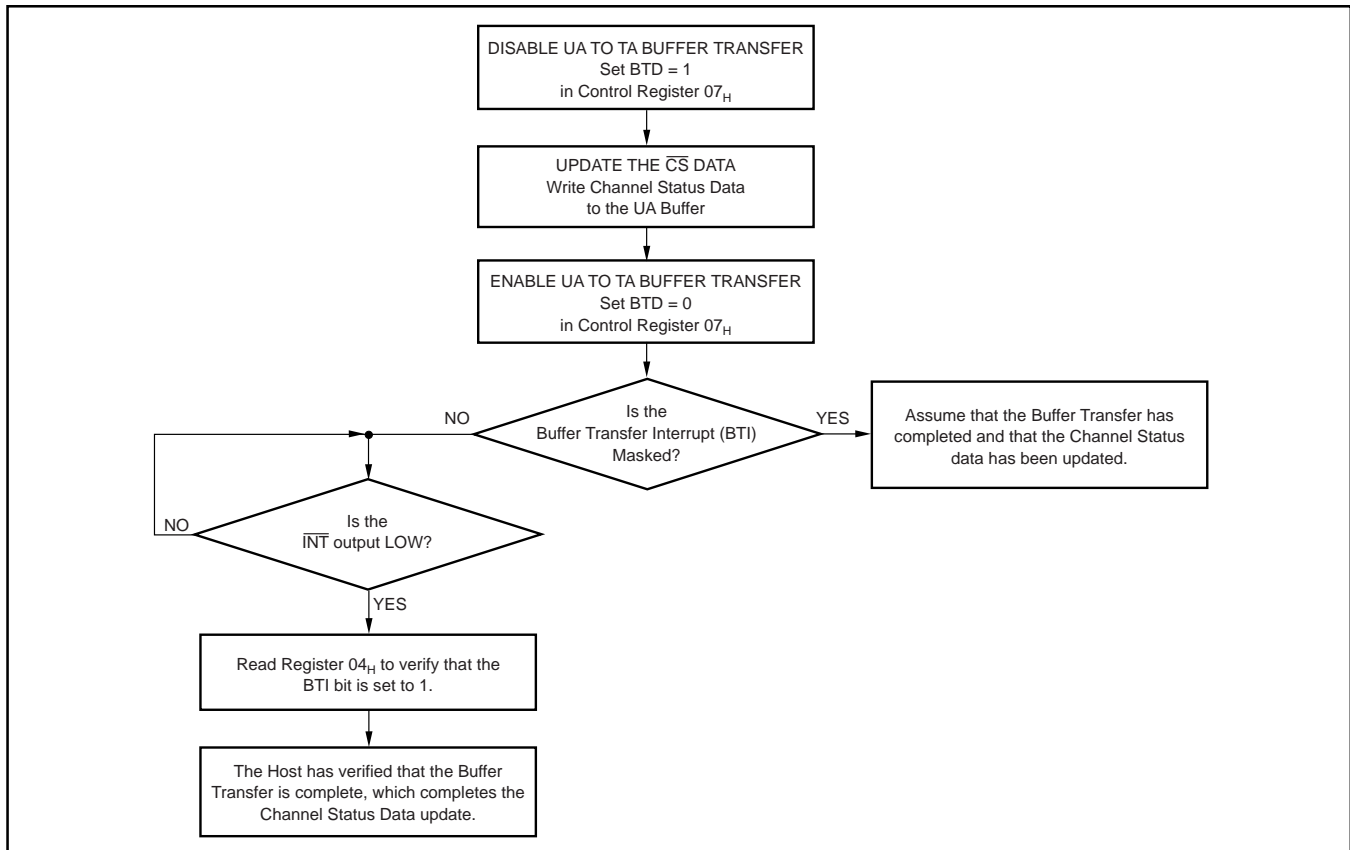 DISABLE UA TO TA BUFFER TRANSFER
Set BTD = 1
in Control Register 07H
UPDATE THE C̅S̅ DATA
Write Channel Status Data
to the UA Buffer
ENABLE UA TO TA BUFFER TRANSFER
Set BTD = 0
in Control Register 07H
NO
Is the
Buffer Transfer Interrupt (BTI)
Masked?
YES
Assume that the Buffer Transfer has
completed and that the Channel Status
data has been updated.
NO
Is the
I̅N̅T̅ output LOW?
YES
Read Register 04H to verify that the
BTI bit is set to 1.
The Host has verified that the Buffer
Transfer is complete, which completes the
Channel Status Data update.